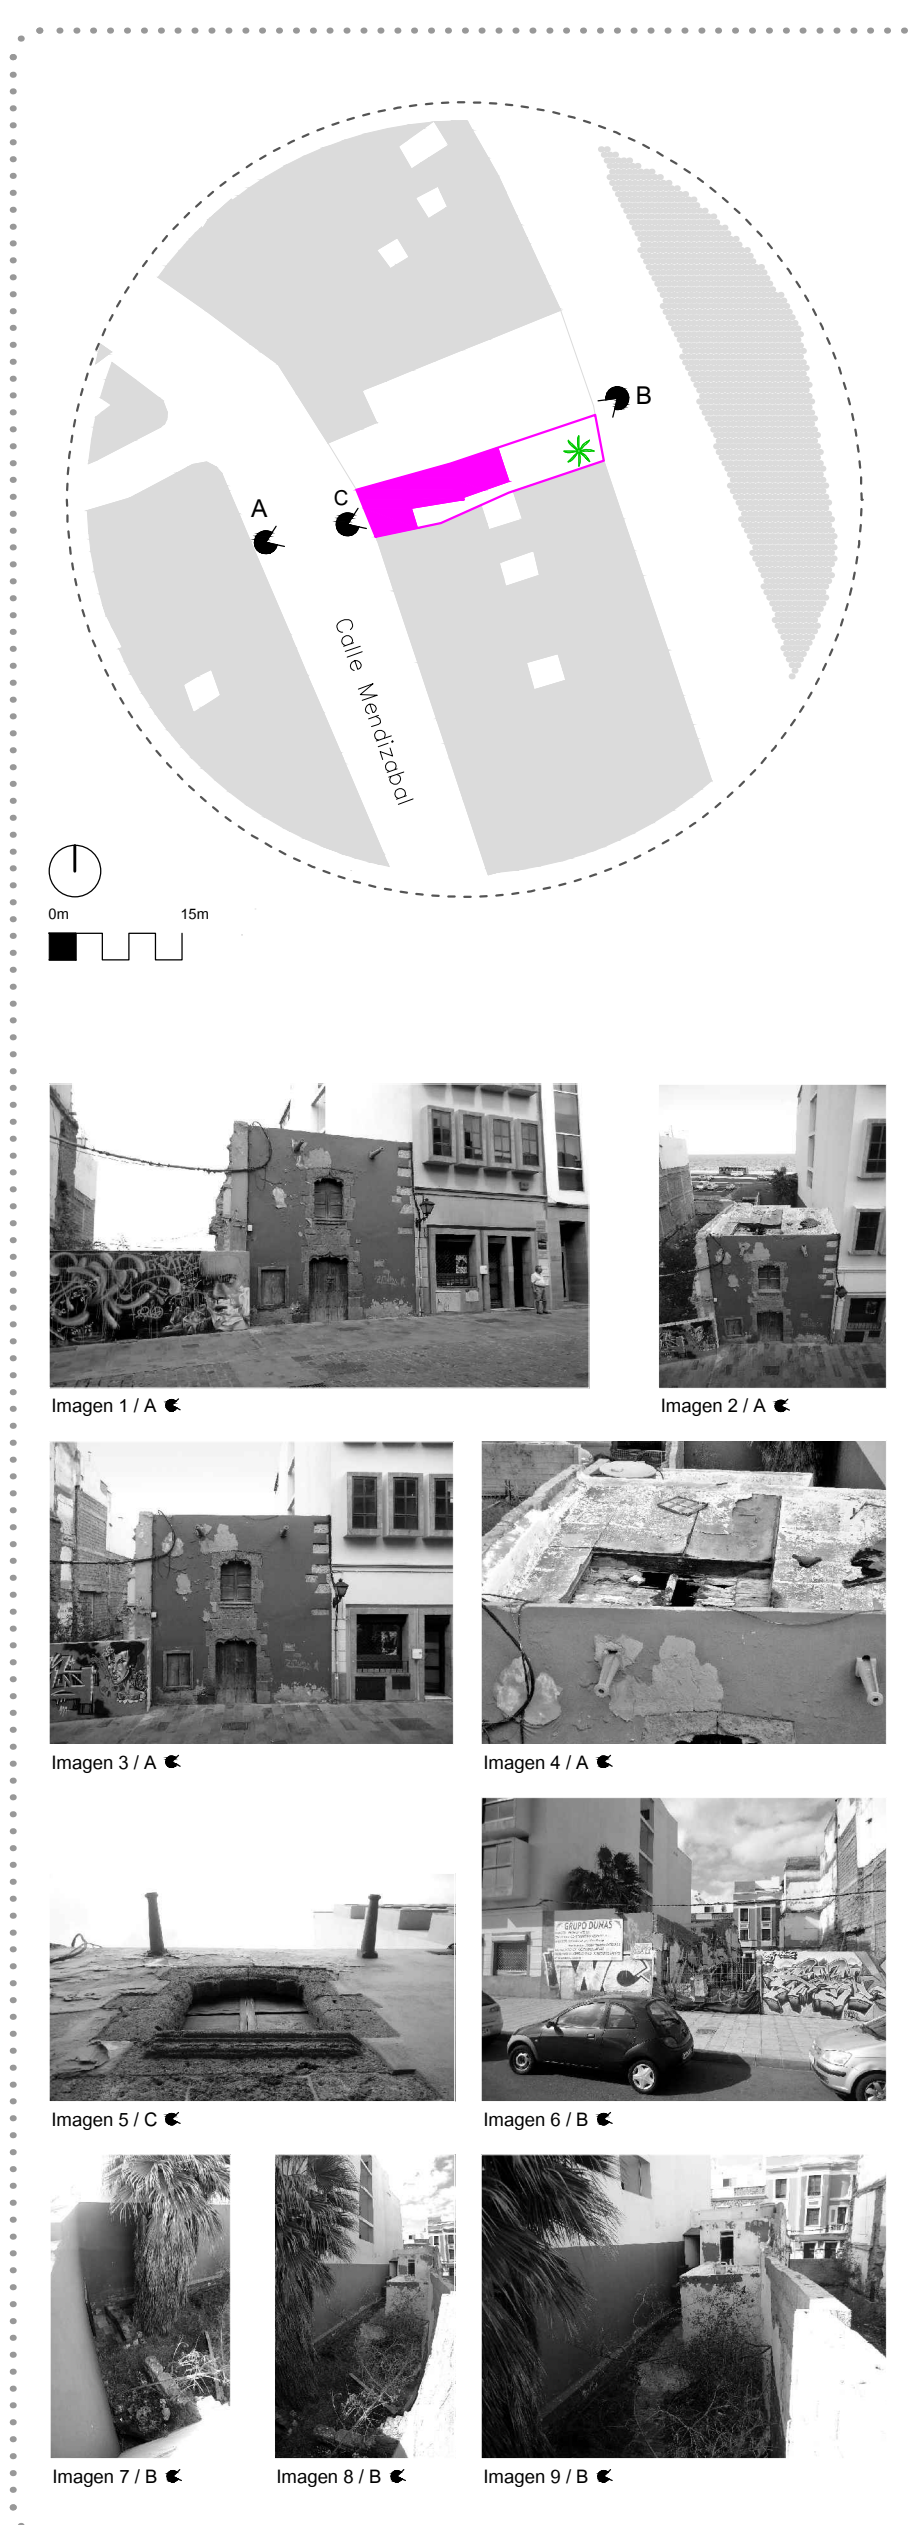 B
C
A
Calle Mendizabal
0m 15m
Imagen 1 / A
Imagen 2 / A
Imagen 3 / A
Imagen 4 / A
GRUPO DUNAS
Imagen 5 / C
Imagen 6 / B
Imagen 7 / B
Imagen 8 / B
Imagen 9 / B